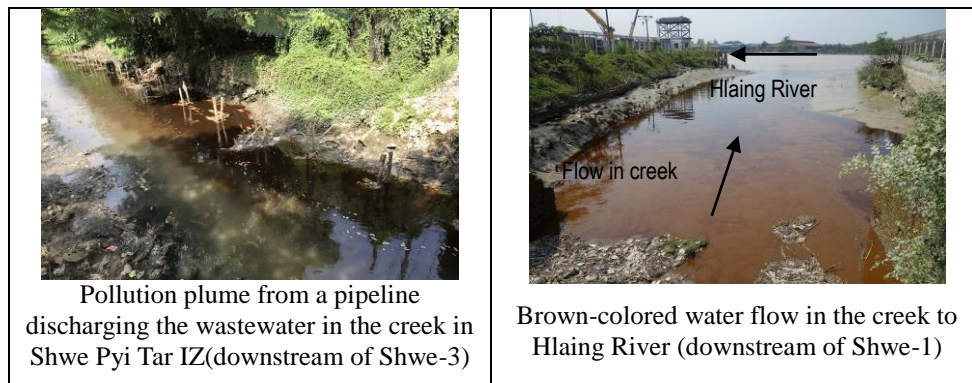 Pollution plume from a pipeline
discharging the wastewater in the creek in
Shwe Pyi Tar IZ(downstream of Shwe-3)
Hlaing River
Flow in creek
Brown-colored water flow in the creek to
Hlaing River (downstream of Shwe-1)